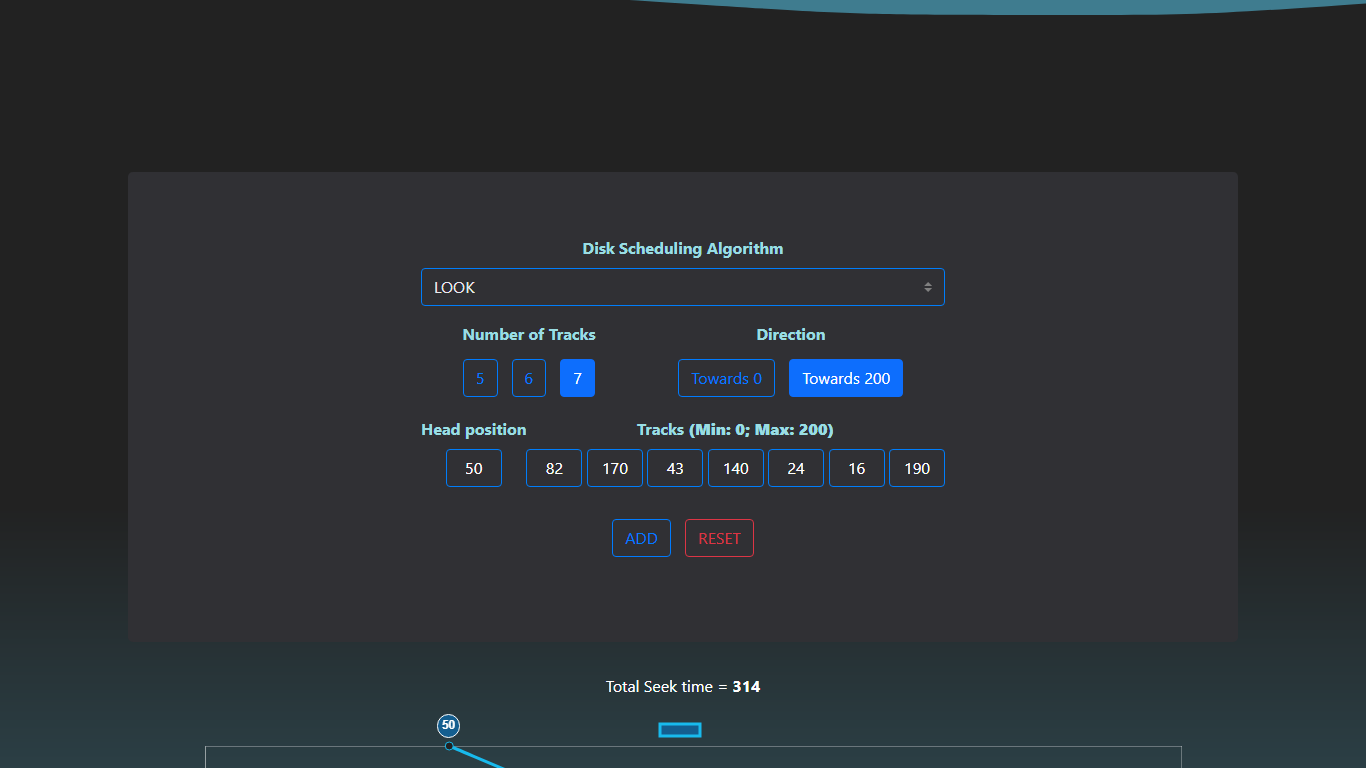 Disk Scheduling Algorithm
LOOK
Number of Tracks Direction
5 6 7 Towards 0 Towards 200
Head position Tracks (Min: 0; Max: 200)
50 82 170 43 140 24 16 190
ADD RESET
Total Seek time = 314
50